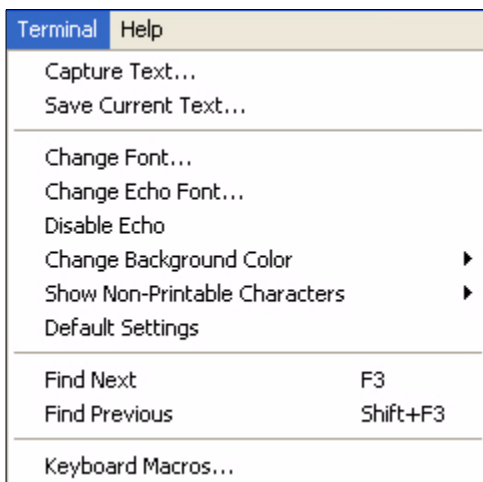 Terminal Help
Capture Text...
Save Current Text...
Change Font...
Change Echo Font...
Disable Echo
Change Background Color
Show Non-Printable Characters
Default Settings
Find Next F3
Find Previous Shift+F3
Keyboard Macros...